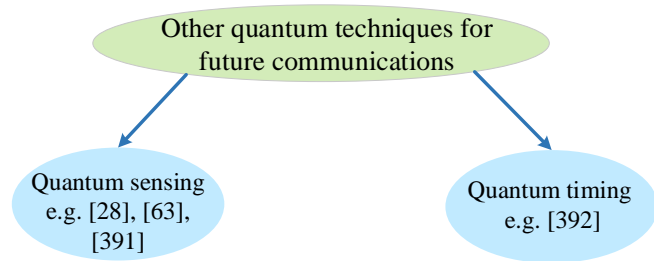 Other quantum techniques for
future communications
Quantum sensing
e.g. [28], [63],
[391]
Quantum timing
e.g. [392]